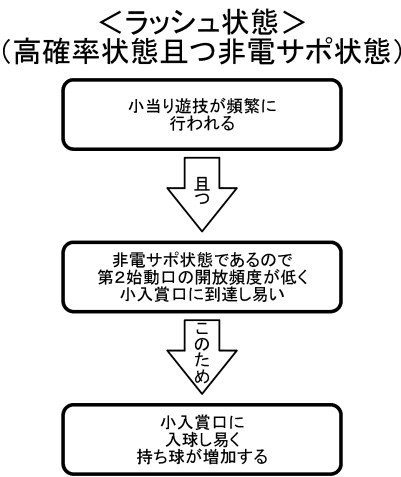 ＜ラッシュ状態＞
（高確率状態且つ非電サポ状態）
小当り遊技が頻繁に
行われる
且つ
非電サポ状態であるので
第２始動口の開放頻度が低く
小入賞口に到達し易い
このため
小入賞口に
入球し易く
持ち球が増加する